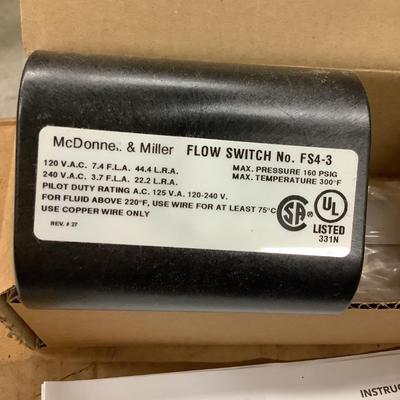 McDonnell & Miller FLOW SWITCH No. FS4-3
120 V.A.C. 7.4 F.L.A. 44.4 L.R.A. MAX. PRESSURE 160 PSIG
240 V.A.C. 3.7 F.L.A. 22.2 L.R.A. MAX. TEMPERATURE 300°F
PILOT DUTY RATING A.C. 125 V.A. 120-240 V.
FOR FLUID ABOVE 220°F, USE WIRE FOR AT LEAST 75°C
USE COPPER WIRE ONLY
REV. # 27
SA
UL
®
LISTED
331N
INSTRUC